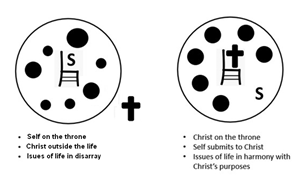 S
• Self on the throne
• Christ outside the life
• Isues of life in disarray
S
• Christ on the throne
• Self submits to Christ
• Issues of life in harmony with
Christ's purposes